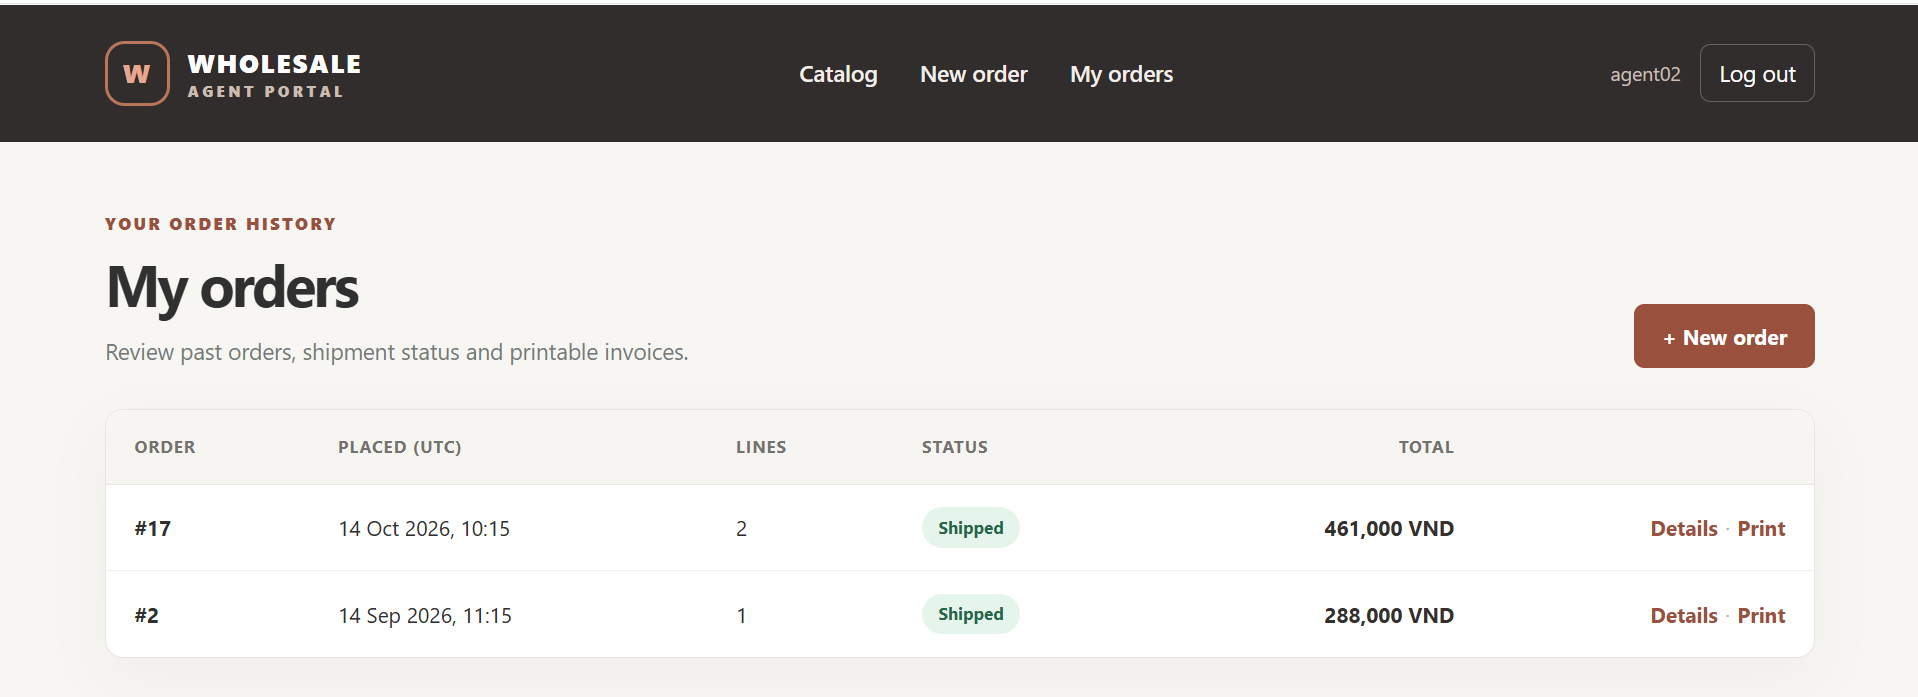 W
WHOLESALE
AGENT PORTAL
Catalog New order My orders
agent02 Log out
YOUR ORDER HISTORY
My orders
Review past orders, shipment status and printable invoices.
+ New order
ORDER PLACED (UTC) LINES STATUS TOTAL
#17 14 Oct 2026, 10:15 2 Shipped 461,000 VND Details · Print
#2 14 Sep 2026, 11:15 1 Shipped 288,000 VND Details · Print